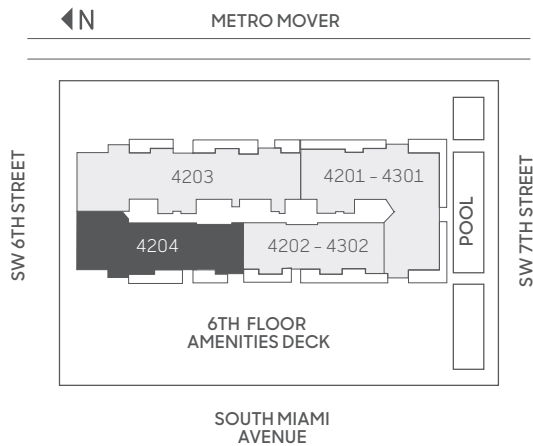 N
METRO MOVER
SW 6TH STREET
4203
4201 – 4301
4204
4202 – 4302
POOL
SW 7TH STREET
6TH FLOOR
AMENITIES DECK
SOUTH MIAMI
AVENUE